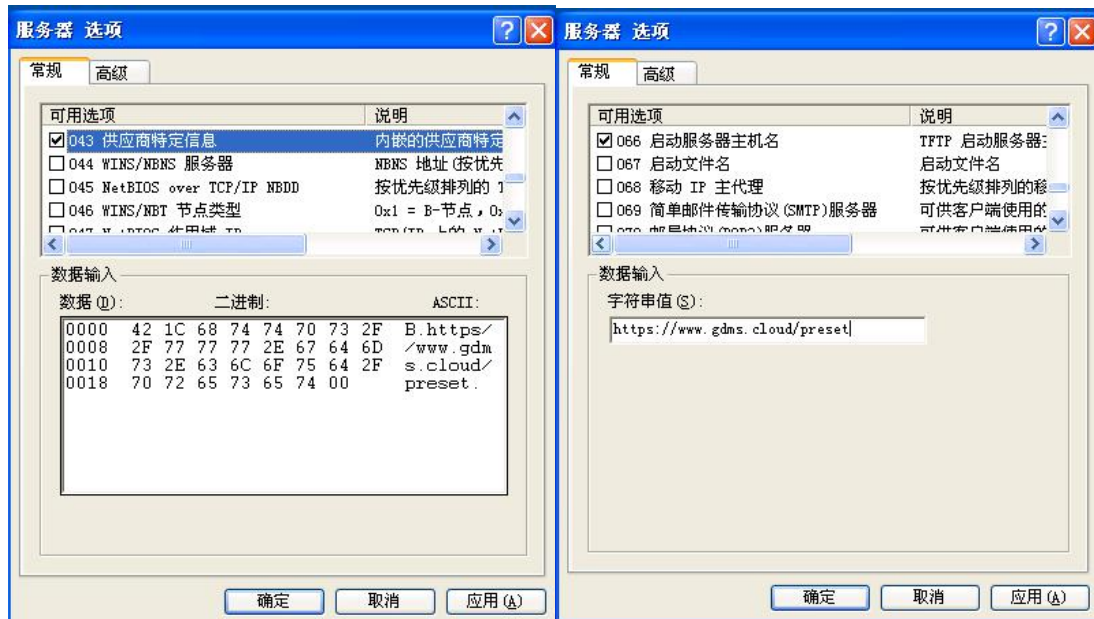 服务器 选项
常规 高级
可用选项 说明
043 供应商特定信息 内嵌的供应商特定
044 WINS/NBNS 服务器 NBNS 地址(按优先
045 NetBIOS over TCP/IP NBDD 按优先级排列的
046 WINS/NBT 节点类型 0x1 = B-节点，0x
数据输入
数据(D): 二进制: ASCII:
0000 42 1C 68 74 74 70 73 2F B.https/
0008 2F 77 77 77 2E 67 64 6D /www.gdm
0010 73 2E 63 6C 6F 75 64 2F s.cloud/
0018 70 72 65 73 65 74 00 preset.
确定 取消 应用(A)
服务器 选项
常规 高级
可用选项 说明
066 启动服务器主机名 TFTP 启动服务器
067 启动文件名 启动文件名
068 移动 IP 主代理 按优先级排列的移
069 简单邮件传输协议(SMTP)服务器 可供客户端使用的
数据输入
字符串值(S):
https://www.gdms.cloud/preset
确定 取消 应用(A)